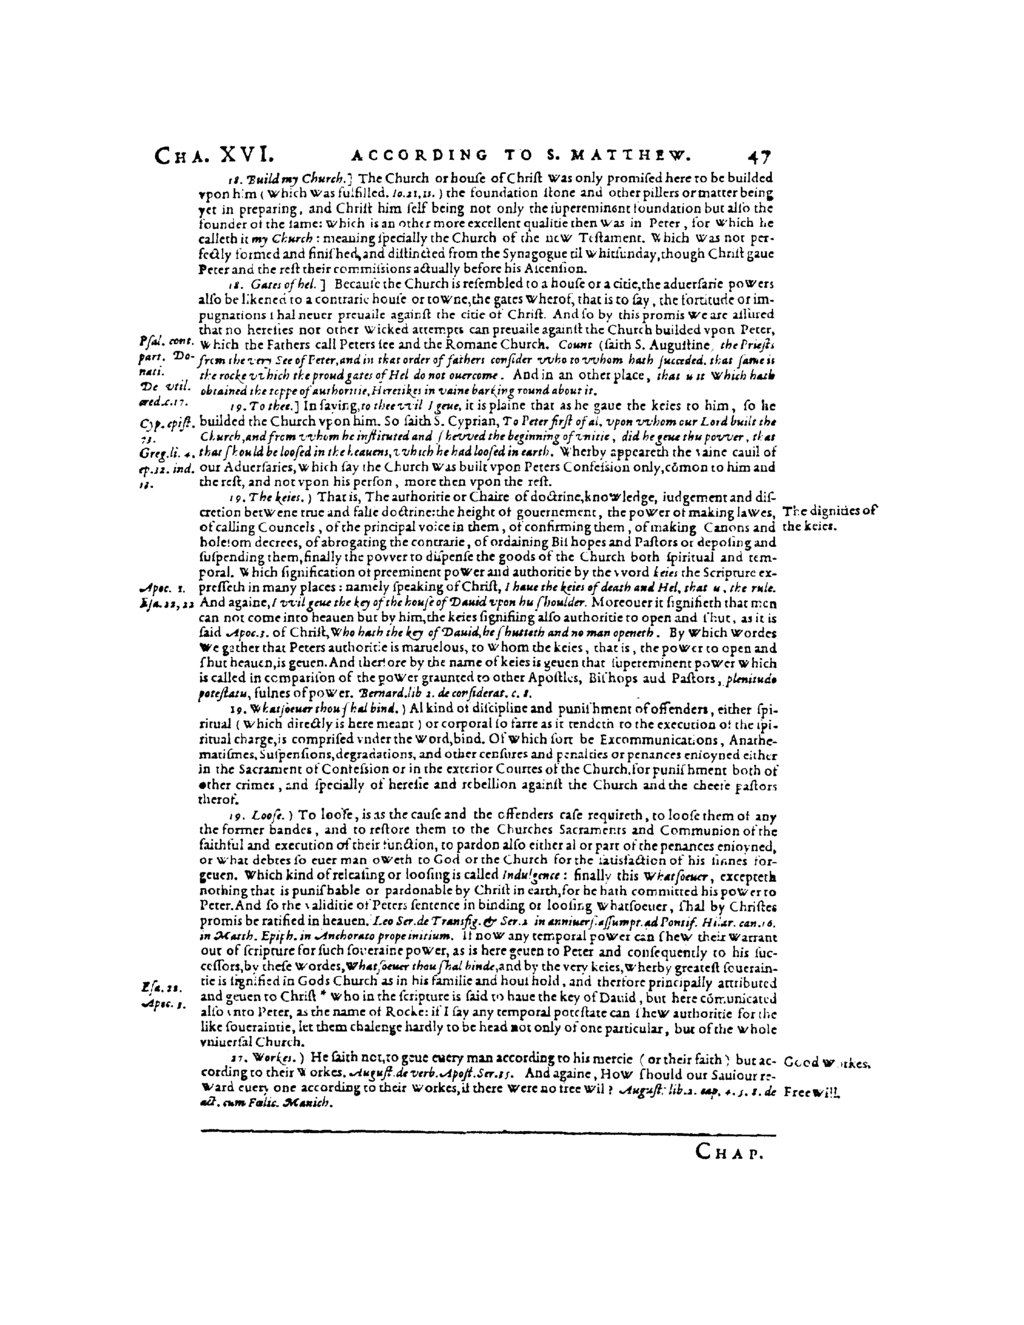 CHA. XVI. ACCORDING TO S. MATTHEW. 47
18. Build my Church.] The Church or houſe of Chriſt was only promiſed here to be builded
vpon him (which was fulfilled. Io. 21, 15.) the foundation ſtone and other pillers or matter being
yet in preparing, and Chriſt him ſelf being not only the ſupereminent foundation but alſo the
founder of the ſame: which is an other more excellent qualitie then was in Peter, for which he
calleth it my Church: meaning ſpecially the Church of the new Teſtament. Which was not per-
fectly formed and finiſhed, and diſtincted from the Synagogue til whitſunday, though Chriſt gaue
Peter and the reſt their commiſsions actually before his Aſcenſion.
18. Gates of hel.] Becauſe the Church is reſembled to a houſe or a citie, the aduerſarie powers
alſo be likened to a contrarie houſe or towne, the gates wherof, that is to ſay, the fortitude or im-
pugnations ſhal neuer preuaile againſt the citie of Chriſt. And ſo by this promis we are aſſured
that no hereſies nor other wicked attempts can preuaile againſt the Church builded vpon Peter,
Pſal. cont. which the Fathers call Peters ſee and the Romane Church. Count (ſaith S. Auguſtine) the Prieſts
part. Do- from the very See of Peter, and in that order of fathers conſider vvho to vvhom hath ſucceded. that ſame is
nati. the rocke vvhich the proud gates of Hel do not ouercome. And in an other place, that is it which hath
De vtil. obtained the toppe of authoritie, Heretikes in vaine barking round about it.
cred. c. 17. 19. To thee.] In ſaying, to thee vvil I geue, it is plaine that as he gaue the keies to him, ſo he
Cyp. epiſt. builded the Church vpon him. So ſaith S. Cyprian, To Peter firſt of al, vpon vvhom our Lord built the
73. Church, and from vvhom he inſtituted and ſhevved the beginning of vnitie, did he geue this povver, that
Greg. li. 4. that ſhould be looſed in the heauens, vvhich he had looſed in earth. Wherby appeareth the vaine cauil of
ep. 32. ind. our Aduerſaries, which ſay the Church was built vpon Peters Confeſsion only, cõmon to him and
13. the reſt, and not vpon his perſon, more then vpon the reſt.
19. The keies.) That is, The authoritie or Chaire of doctrine, knowledge, iudgement and diſ-
cretion betwene true and falſe doctrine: the height of gouernement, the power of making lawes, The dignities of
of calling Councels, of the principal voice in them, of confirming them, of making Canons and the keies.
holeſom decrees, of abrogating the contrarie, of ordaining Biſhops and Paſtors or depoſing and
ſuſpending them, finally the povver to diſpenſe the goods of the Church both ſpiritual and tem-
poral. Which ſignification of preeminent power and authoritie by the vvord keies the Scripture ex-
Apoc. 1. preſſeth in many places: namely ſpeaking of Chriſt, I haue the keies of death and Hel, that is, the rule.
Eſa. 22, 22 And againe, I vvil geue the key of the houſe of Dauid vpon his ſhoulder. Moreouer it ſignifieth that men
can not come into heauen but by him, the keies ſignifiing alſo authoritie to open and ſhut, as it is
ſaid Apoc. 3. of Chriſt, Who hath the key of Dauid, he ſhutteth and no man openeth. By which wordes
we gather that Peters authoritie is maruelous, to whom the keies, that is, the power to open and
ſhut heauen, is geuen. And therfore by the name of keies is geuen that ſupereminent power which
is called in compariſon of the power graunted to other Apoſtles, Biſhops and Paſtors, plenitudo
poteſtatis, fulnes of power. Bernard. lib 2. de conſiderat. c. 8.
19. Whatſoeuer thou ſhal bind.) Al kind of diſcipline and puniſhment of offenders, either ſpi-
ritual (which directly is here meant) or corporal ſo farre as it tendeth to the execution of the ſpi-
ritual charge, is compriſed vnder the word, bind. Of which ſort be Excommunications, Anathe-
matiſmes, Suſpenſions, degradations, and other cenſures and penalties or penances enioyned either
in the Sacrament of Confeſsion or in the exterior Courtes of the Church, for puniſhment both of
other crimes, and ſpecially of hereſie and rebellion againſt the Church and the cheefe paſtors
therof.
19. Looſe.) To looſe, is as the cauſe and the offenders caſe requireth, to looſe them of any
the former bandes, and to reſtore them to the Churches Sacraments and Communion of the
faithful and execution of their function, to pardon alſo either al or part of the penances enioyned,
or what debtes ſo euer man oweth to God or the Church for the ſatisfaction of his ſinnes for-
geuen. Which kind of releaſing or looſing is called Indulgence: finally this Whatſoeuer, excepteth
nothing that is puniſhable or pardonable by Chriſt in earth, for he hath committed his power to
Peter. And ſo the validitie of Peters ſentence in binding or looſing whatſoeuer, ſhal by Chriſtes
promis be ratified in heauen. Leo Ser. de Transfig. & Ser. 2 in anniuerſ. aſſumpt. ad Pontif. Hilar. can. 16.
in Matth. Epiph. in Anchorato prope initium. If now any temporal power can ſhew their warrant
out of ſcripture for ſuch ſoueraine power, as is here geuen to Peter and conſequently to his ſuc-
ceſſors, by theſe wordes, Whatſoeuer thou ſhal binde, and by the very keies, wherby greateſt ſouerain-
tie is ſignified in Gods Church as in his familie and houſhold, and therfore principally attributed
Eſa. 22. and geuen to Chriſt * who in the ſcripture is ſaid to haue the key of Dauid, but here cõmunicated
Apoc. 3. alſo vnto Peter, as the name of Rocke: if I ſay any temporal poteſtate can ſhew authoritie for the
like ſoueraintie, let them chalenge hardly to be head not only of one particular, but of the whole
vniuerſal Church.
27. Workes.) He ſaith not, to geue euery man according to his mercie (or their faith) but ac- Good workes.
cording to their workes. Auguſt. de verb. Apoſt. Ser. 35. And againe, How ſhould our Sauiour re-
ward euery one according to their workes, if there were no free wil? Auguſt. lib. 2. cap. 4. 5. 8. de Free will.
act. cum Fælic. Manich.
CHAP.